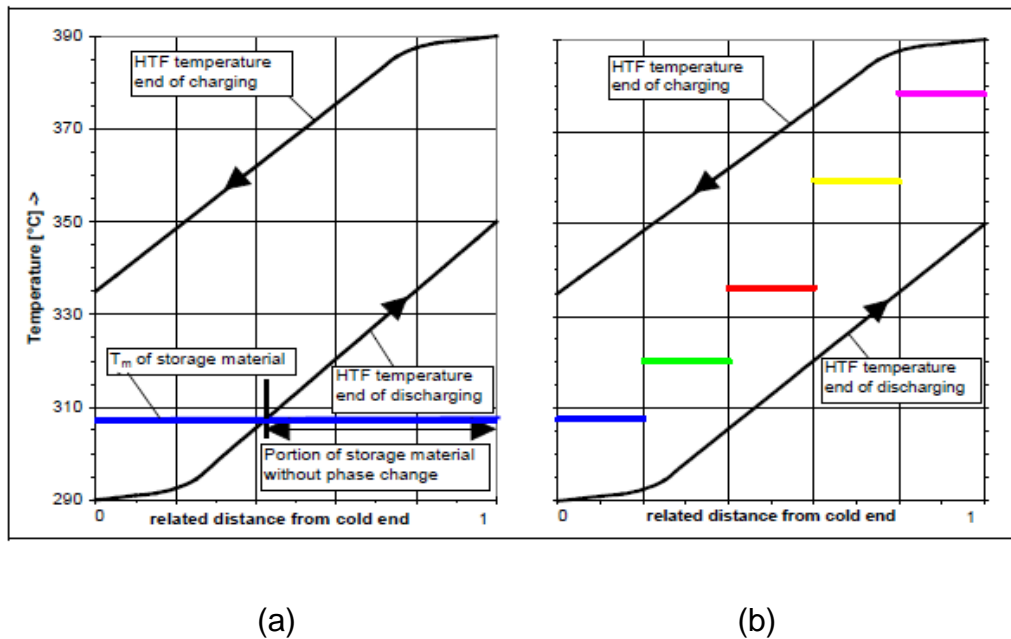 390
370
350
330
310
290
Temperature [°C] >
HTF temperature
end of charging
T_m of storage material
HTF temperature
end of discharging
Portion of storage material
without phase change
0
related distance from cold end
1
HTF temperature
end of charging
HTF temperature
end of discharging
0
related distance from cold end
1
(a)
(b)